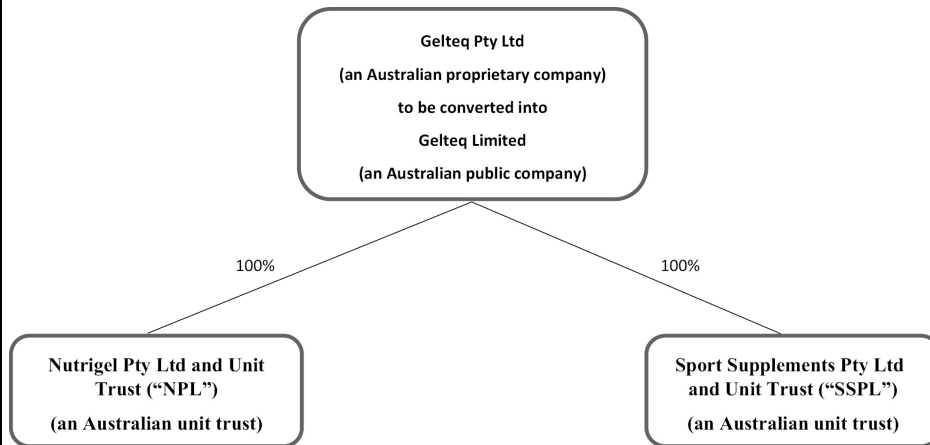 Gelteq Pty Ltd
(an Australian proprietary company)
to be converted into
Gelteq Limited
(an Australian public company)
100%
100%
Nutrigel Pty Ltd and Unit
Trust (“NPL”)
(an Australian unit trust)
Sport Supplements Pty Ltd
and Unit Trust (“SSPL”)
(an Australian unit trust)